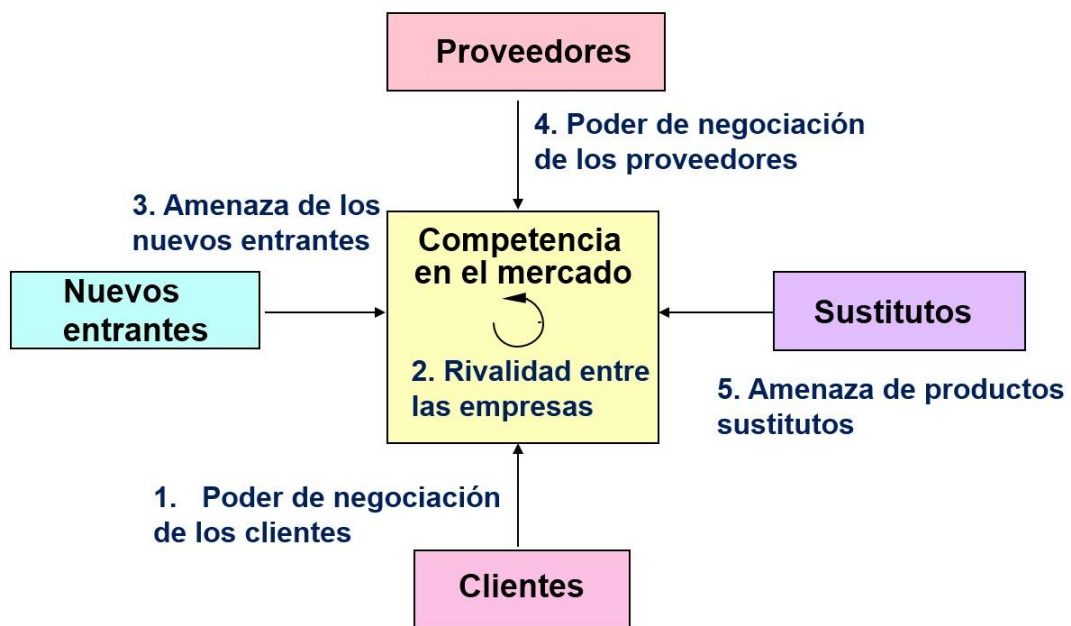 Proveedores
4. Poder de negociación
de los proveedores
3. Amenaza de los
nuevos entrantes
Competencia
en el mercado
Nuevos
entrantes
Sustitutos
2. Rivalidad entre
las empresas
5. Amenaza de productos
sustitutos
1. Poder de negociación
de los clientes
Clientes